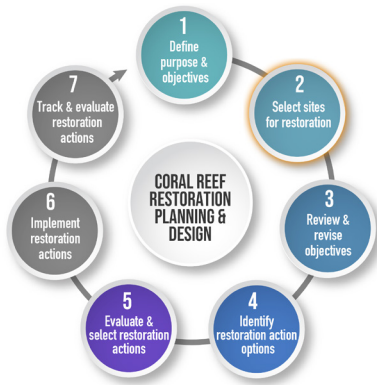 1
Define
purpose &
objectives
2
Select sites
for restoration
3
Review &
revise
objectives
4
Identify
restoration action
options
5
Evaluate &
select restoration
actions
6
Implement
restoration
actions
7
Track & evaluate
restoration
actions
CORAL REEF
RESTORATION
PLANNING &
DESIGN